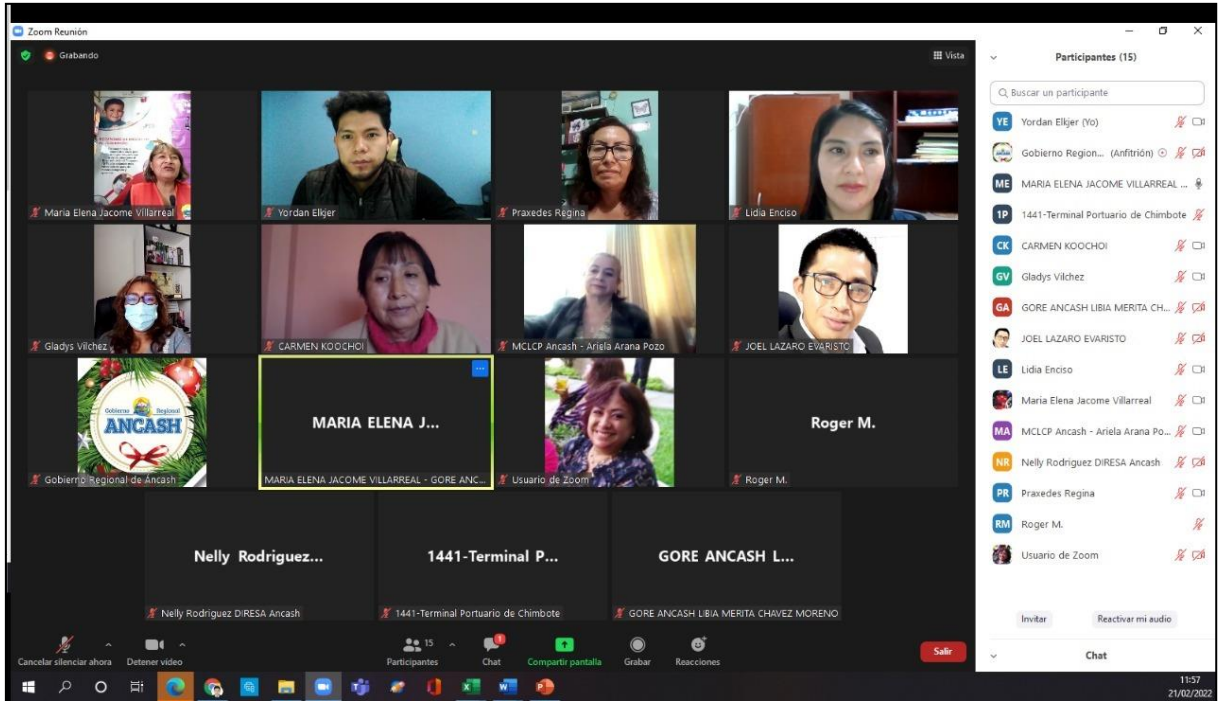 Zoom Reunión
Grabando
Vista
Maria Elena Jacome Villarreal
Yordan Elkjer
Praxedes Regina
Lidia Enciso
Gladys Vilchez
CARMEN KOOCHOI
MCLCP Ancash - Ariela Arana Pozo
JOEL LAZARO EVARISTO
Gobierno Regional
ANCASH
Gobierno Regional de Ancash
MARIA ELENA J...
MARIA ELENA JACOME VILLARREAL - GORE ANC...
Usuario de Zoom
Roger M.
Roger M.
Nelly Rodriguez...
Nelly Rodriguez DIRESA Ancash
1441-Terminal P...
1441-Terminal Portuario de Chimbote
GORE ANCASH L...
GORE ANCASH LIBIA MERITA CHAVEZ MORENO
Cancelar silenciar ahora
Detener video
15
Participantes
1
Chat
Compartir pantalla
Grabar
Reacciones
Salir
Participantes (15)
Buscar un participante
YE Yordan Elkjer (Yo)
Gobierno Region... (Anfitrión)
ME MARIA ELENA JACOME VILLARREAL ...
1P 1441-Terminal Portuario de Chimbote
CK CARMEN KOOCHOI
GV Gladys Vilchez
GA GORE ANCASH LIBIA MERITA CH...
JOEL LAZARO EVARISTO
LE Lidia Enciso
Maria Elena Jacome Villarreal
MA MCLCP Ancash - Ariela Arana Po...
NR Nelly Rodriguez DIRESA Ancash
PR Praxedes Regina
RM Roger M.
Usuario de Zoom
Invitar
Reactivar mi audio
Chat
11:57
21/02/2022